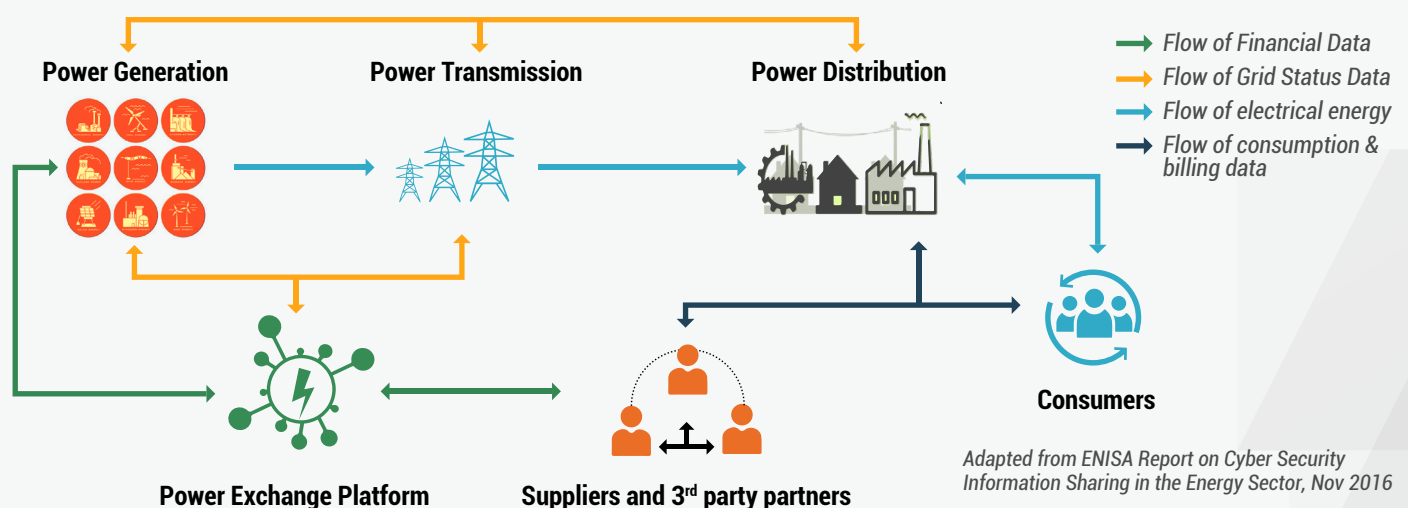 Power Generation
Power Transmission
Power Distribution
Flow of Financial Data
Flow of Grid Status Data
Flow of electrical energy
Flow of consumption &
billing data
Consumers
Power Exchange Platform
Suppliers and 3rd party partners
Adapted from ENISA Report on Cyber Security
Information Sharing in the Energy Sector, Nov 2016